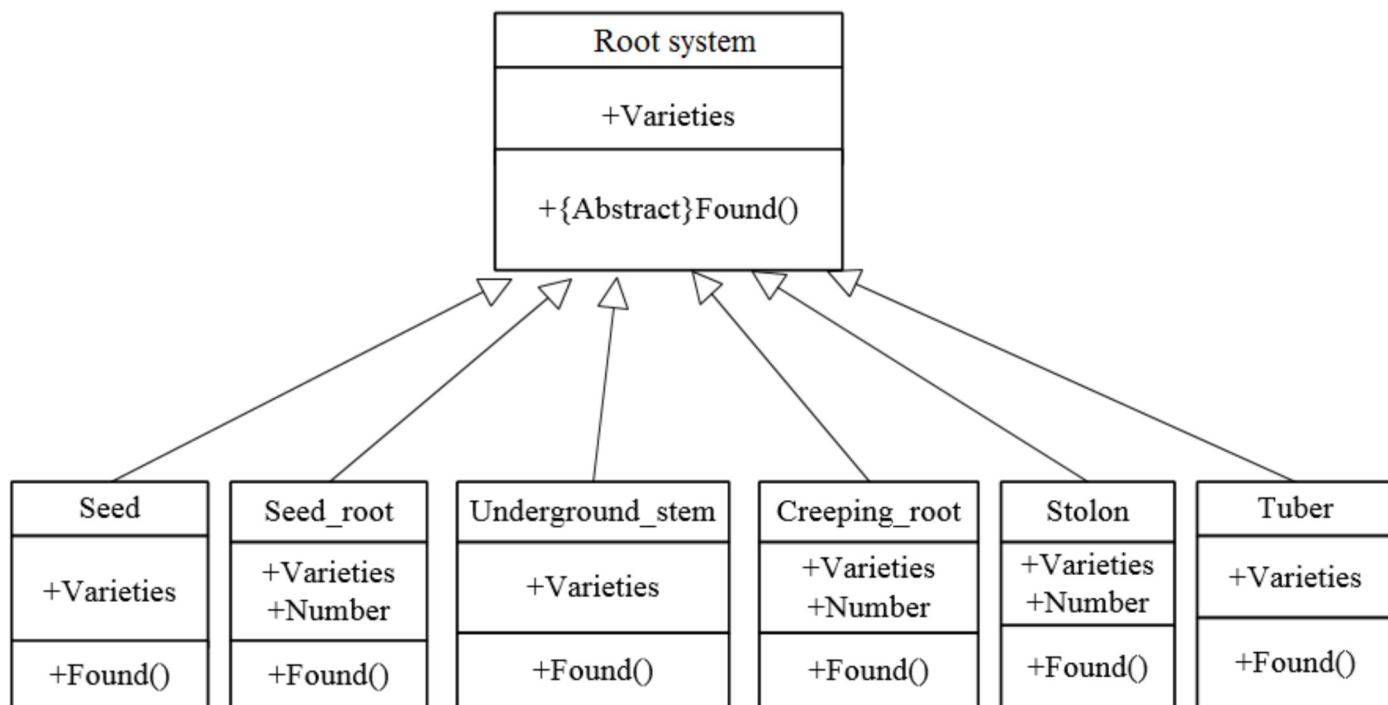 Root system
+Varieties
+{Abstract}Found()
Seed
+Varieties
+Found()
Seed_root
+Varieties
+Number
+Found()
Underground_stem
+Varieties
+Found()
Creeping_root
+Varieties
+Number
+Found()
Stolon
+Varieties
+Number
+Found()
Tuber
+Varieties
+Found()